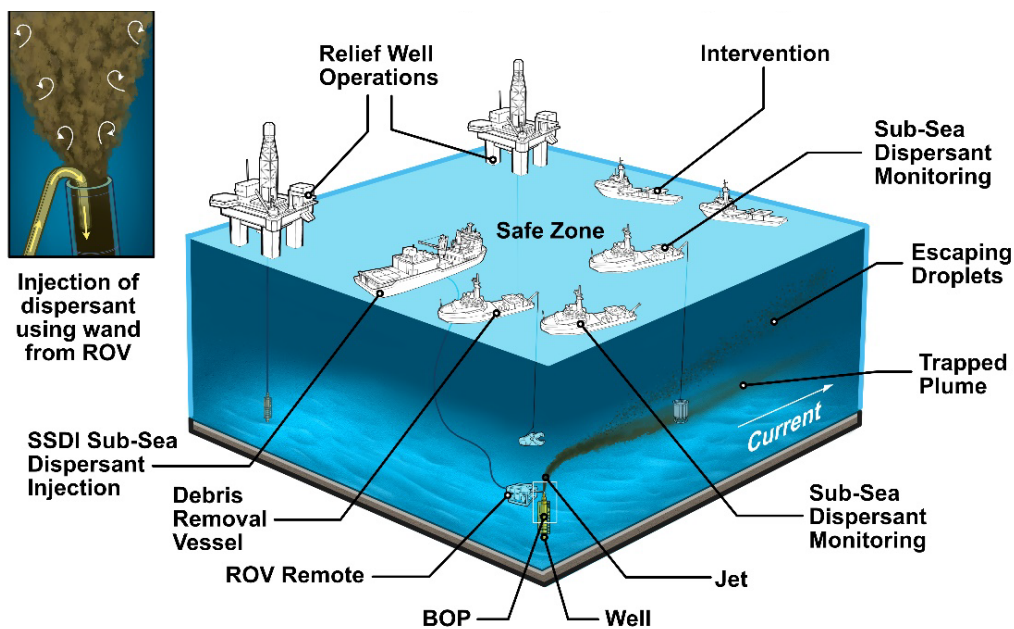 Relief Well
Operations
Intervention
Sub-Sea
Dispersant
Monitoring
Safe Zone
Escaping
Droplets
Injection of
dispersant
using wand
from ROV
Trapped
Plume
Current
SSDI Sub-Sea
Dispersant
Injection
Debris
Removal
Vessel
Sub-Sea
Dispersant
Monitoring
ROV Remote
Jet
BOP
Well